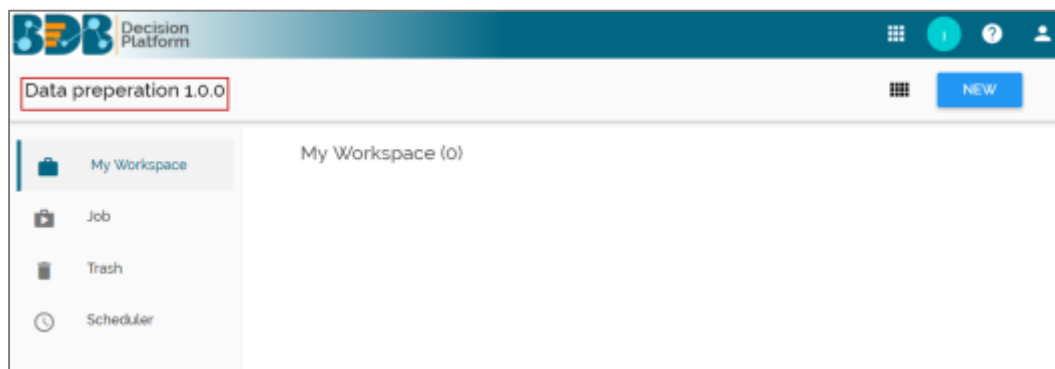 BDB Decision
Platform
1
?
Data preperation 1.0.0
NEW
My Workspace
My Workspace (0)
Job
Trash
Scheduler